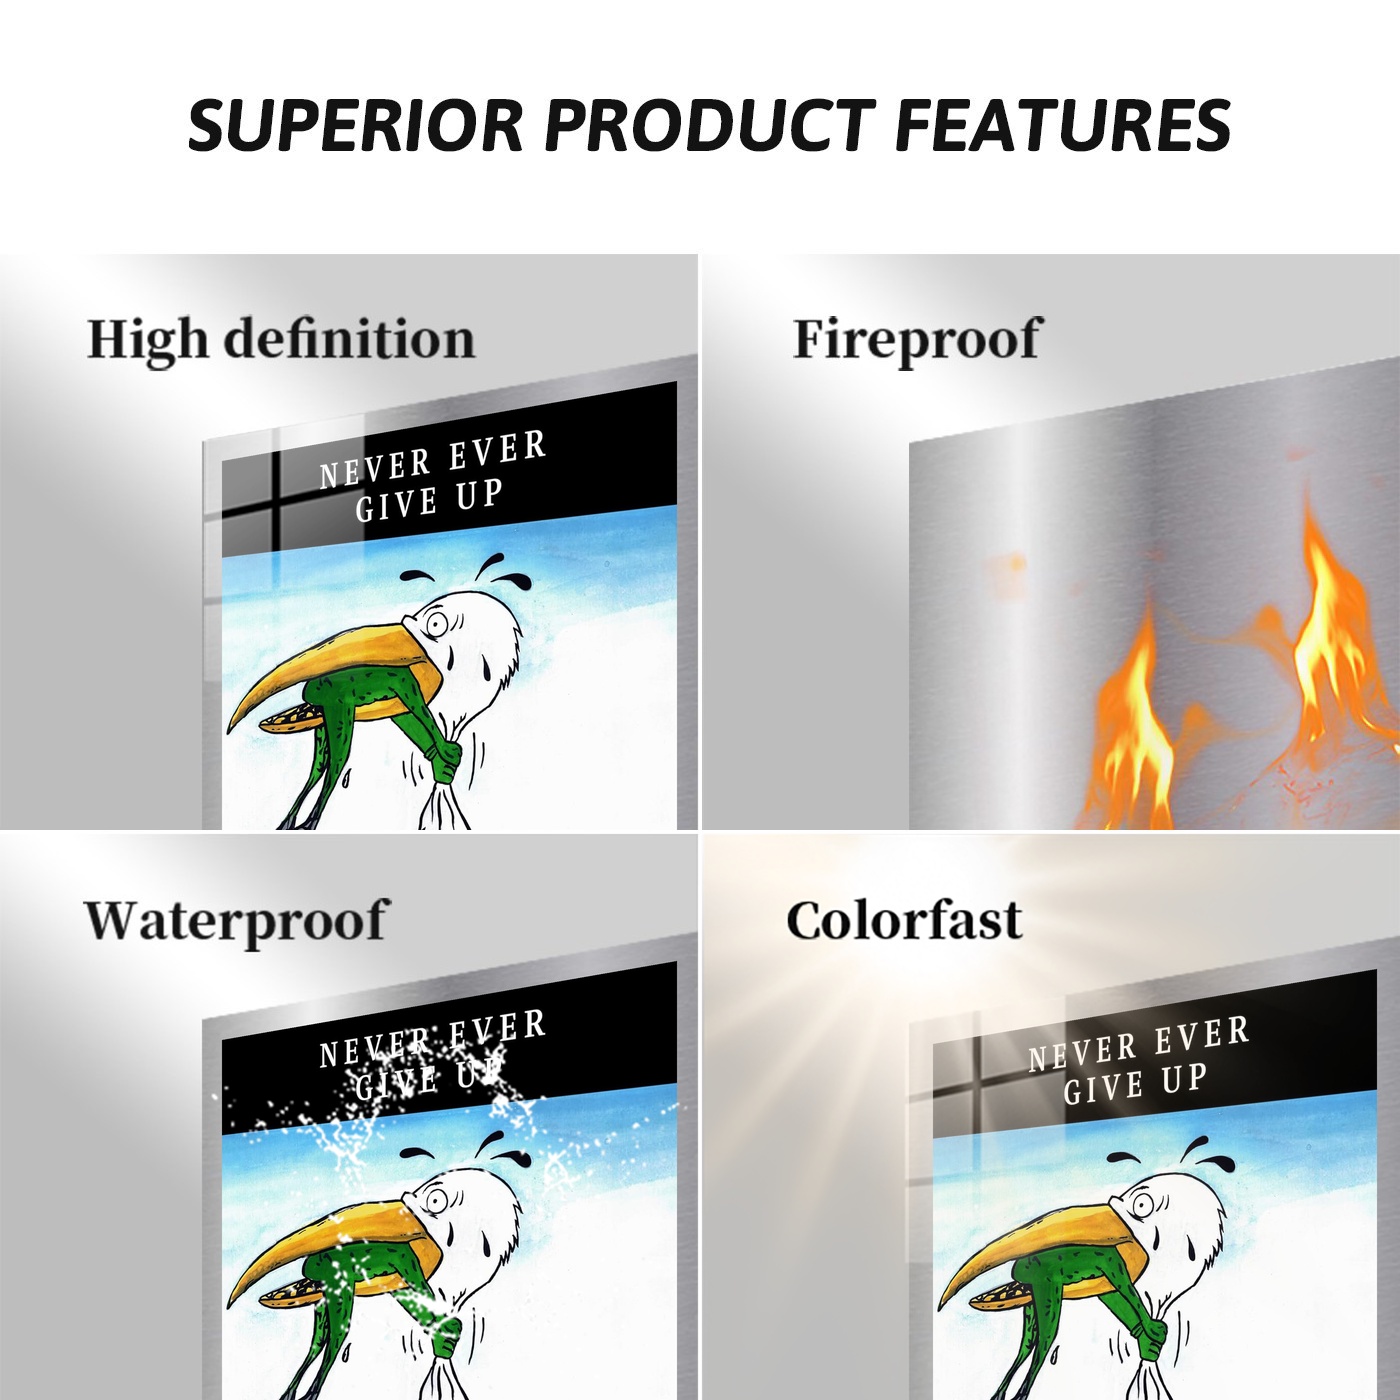 SUPERIOR PRODUCT FEATURES
High definition
NEVER EVER
GIVE UP
Fireproof
Waterproof
NEVER EVER
GIVE UP
Colorfast
NEVER EVER
GIVE UP